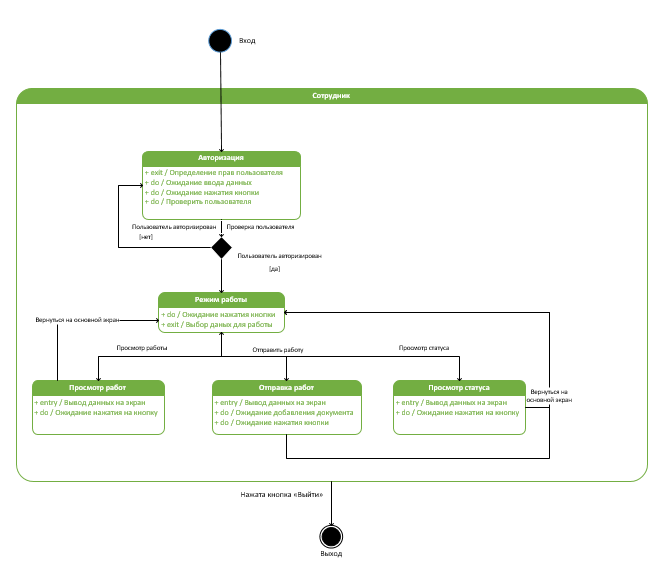 Вход
Сотрудник
Авторизация
+ exit / Определение прав пользователя
+ do / Ожидание ввода данных
+ do / Ожидание нажатия кнопки
+ do / Проверить пользователя
Пользователь авторизирован
[нет]
Проверка пользователя
Пользователь авторизирован
[да]
Режим работы
+ do / Ожидание нажатия кнопки
+ exit / Выбор даных для работы
Вернуться на основной экран
Просмотр работы
Отправить работу
Просмотр статуса
Просмотр работ
+ entry / Вывод данных на экран
+ do / Ожидание нажатия на кнопку
Отправка работ
+ entry / Вывод данных на экран
+ do / Ожидание добавления документа
+ do / Ожидание нажатия кнопки
Просмотр статуса
+ entry / Вывод данных на экран
+ do / Ожидание нажатия на кнопку
Вернуться на
основной экран
Нажата кнопка «Выйти»
Выход